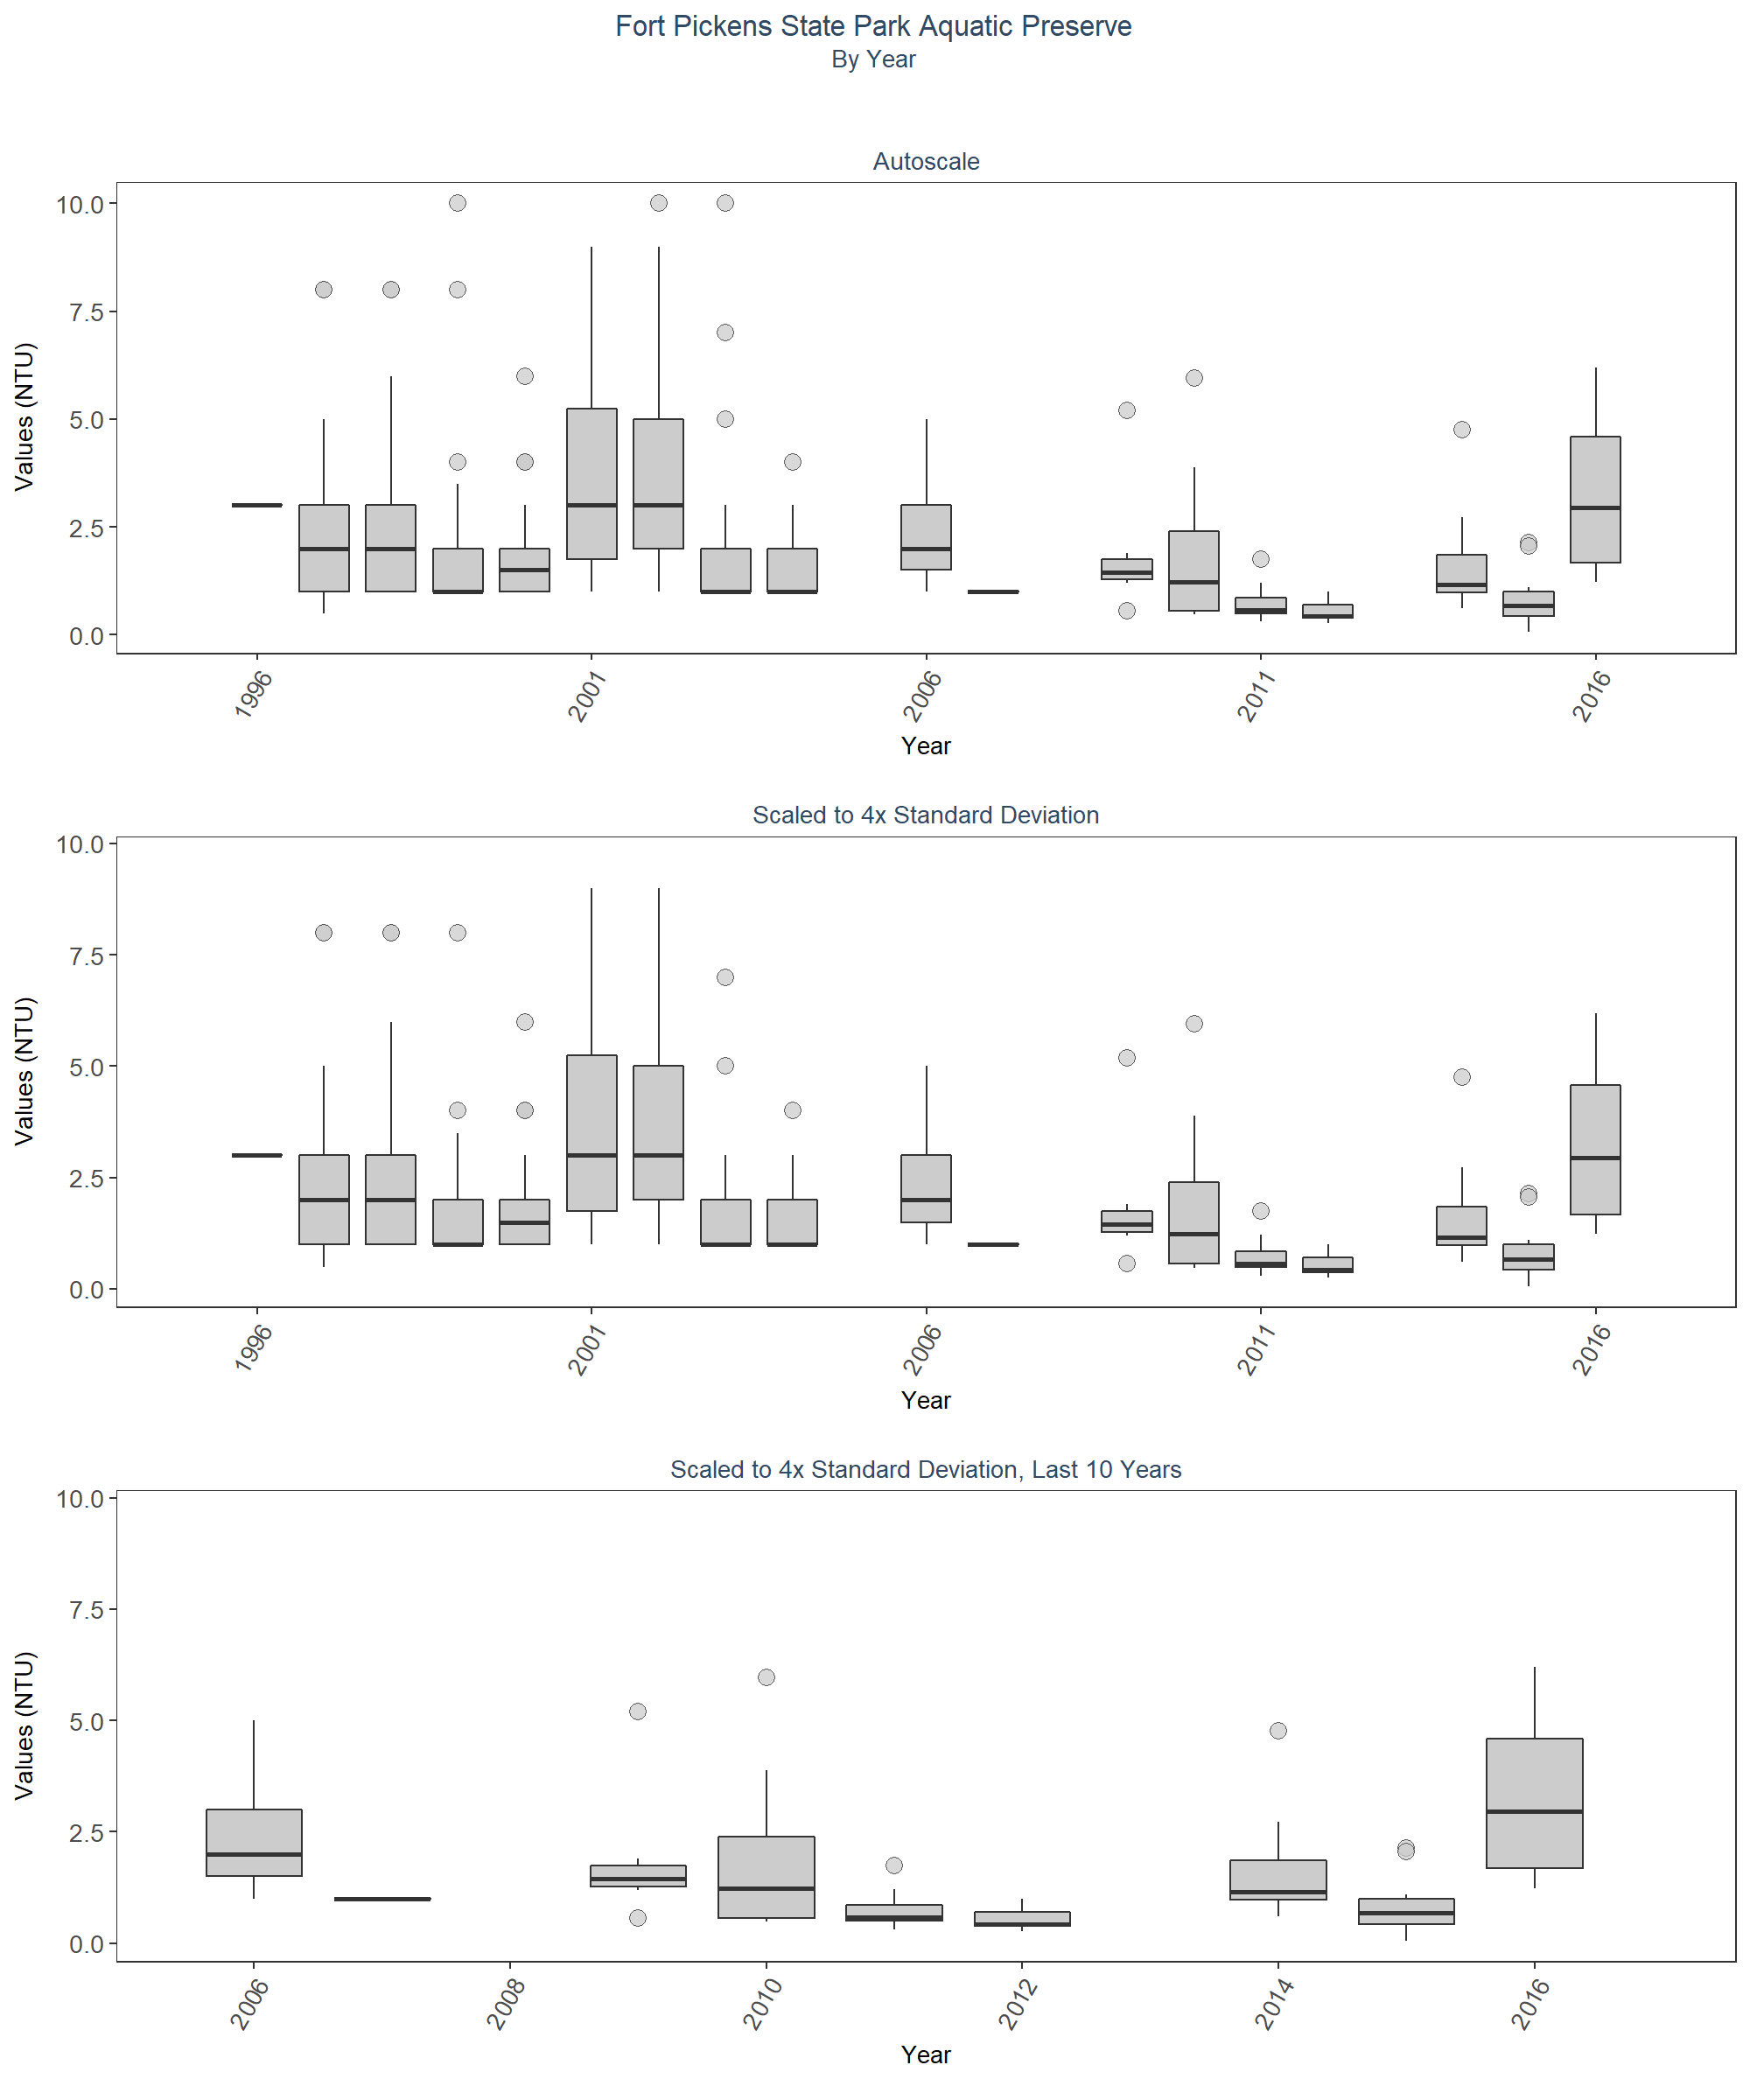 Fort Pickens State Park Aquatic Preserve
By Year
Autoscale
Values (NTU)
10.0
7.5
5.0
2.5
0.0
1996
2001
2006
2011
2016
Year
Scaled to 4x Standard Deviation
Values (NTU)
10.0
7.5
5.0
2.5
0.0
1996
2001
2006
2011
2016
Year
Scaled to 4x Standard Deviation, Last 10 Years
Values (NTU)
10.0
7.5
5.0
2.5
0.0
2006
2008
2010
2012
2014
2016
Year